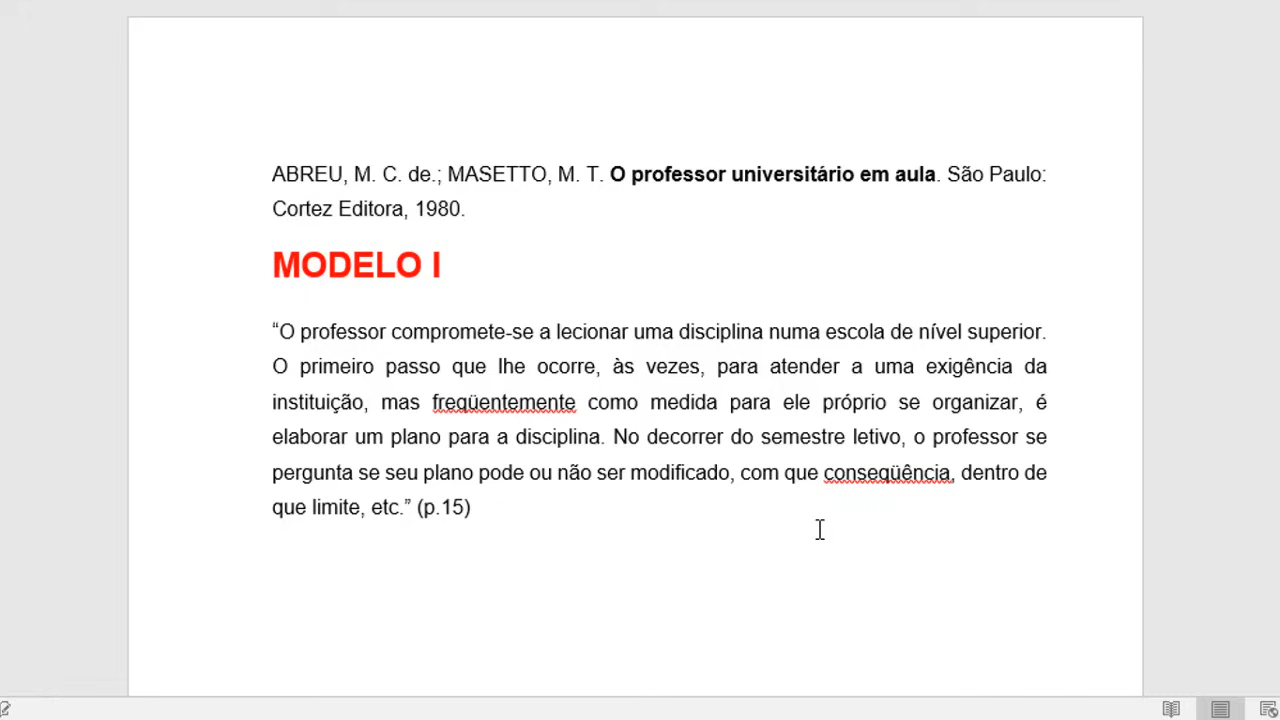 ABREU, M. C. de.; MASETTO, M. T. O professor universitário em aula. São Paulo:
Cortez Editora, 1980.
MODELO I
“O professor compromete-se a lecionar uma disciplina numa escola de nível superior.
O primeiro passo que lhe ocorre, às vezes, para atender a uma exigência da
instituição, mas freqüentemente como medida para ele próprio se organizar, é
elaborar um plano para a disciplina. No decorrer do semestre letivo, o professor se
pergunta se seu plano pode ou não ser modificado, com que conseqüência, dentro de
que limite, etc.” (p.15)